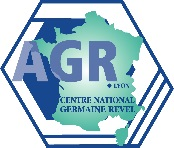 AGR
LYON
CENTRE NATIONAL
GERMAINE REVEL